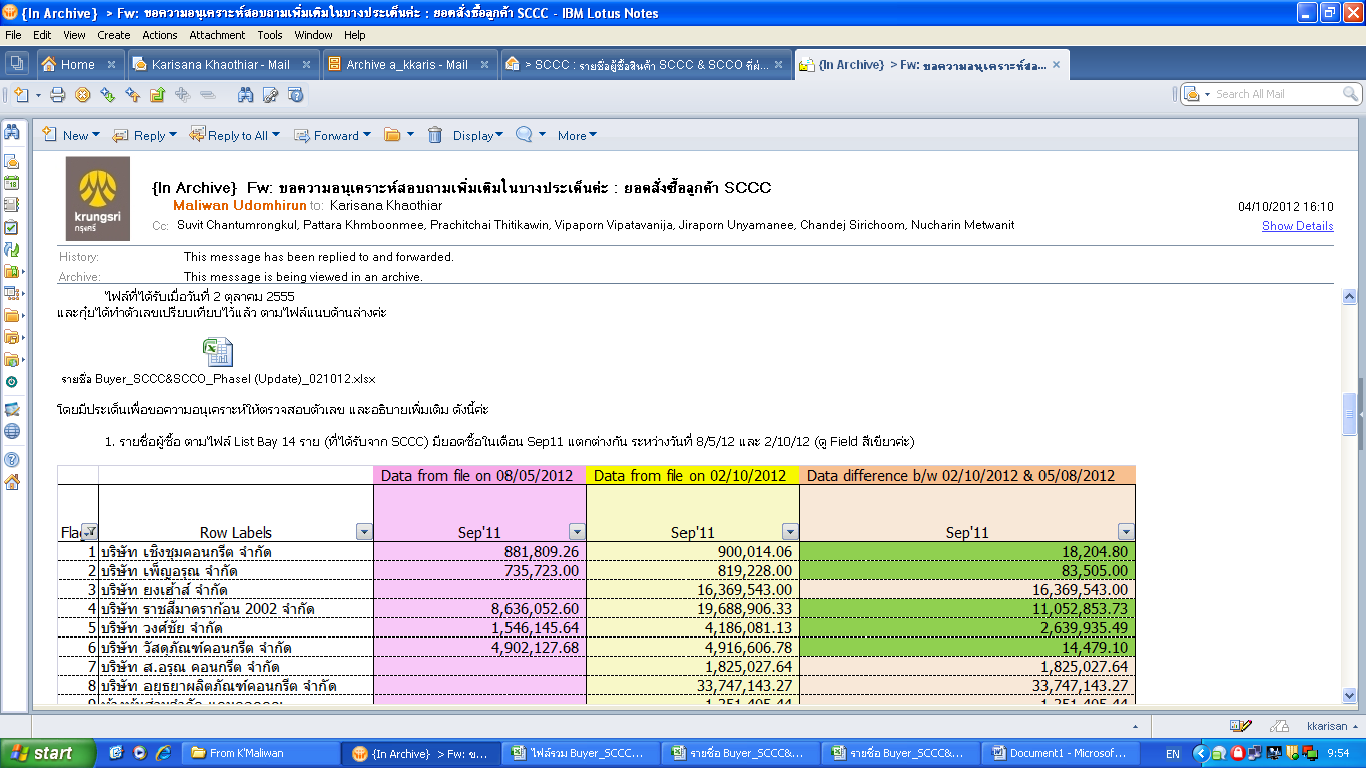 {In Archive} > Fw: ขอความอนุเคราะห์สอบถามเพิ่มเติมในบางประเด็นค่ะ : ยอดสั่งซื้อลูกค้า SCCC - IBM Lotus Notes
File Edit View Create Actions Attachment Tools Window Help
Home Karisana Khaothiar - Mail Archive a_kkaris - Mail > SCCC : รายชื่อผู้ซื้อสินค้า SCCC & SCCO ที่ผ่... {In Archive} > Fw: ขอความอนุเคราะห์สอ...
Search All Mail
New Reply Reply to All Forward Display More
krungsri
กรุงศรี
{In Archive} Fw: ขอความอนุเคราะห์สอบถามเพิ่มเติมในบางประเด็นค่ะ : ยอดสั่งซื้อลูกค้า SCCC
Maliwan Udomhirun to: Karisana Khaothiar
04/10/2012 16:10
Cc: Suvit Chantumrongkul, Pattara Khmboonmee, Prachitchai Thitikawin, Vipaporn Vipatavanija, Jiraporn Unyamanee, Chandej Sirichoom, Nucharin Metwanit
Show Details
History: This message has been replied to and forwarded.
Archive: This message is being viewed in an archive.
ไฟล์ที่ได้รับเมื่อวันที่ 2 ตุลาคม 2555
และกุ๋ยได้ทำตัวเลขเปรียบเทียบไว้แล้ว ตามไฟล์แนบด้านล่างค่ะ
รายชื่อ Buyer_SCCC&SCCO_PhaseI (Update)_021012.xlsx
โดยมีประเด็นเพื่อขอความอนุเคราะห์ให้ตรวจสอบตัวเลข และอธิบายเพิ่มเติม ดังนี้ค่ะ
1. รายชื่อผู้ซื้อ ตามไฟล์ List Bay 14 ราย (ที่ได้รับจาก SCCC) มียอดซื้อในเดือน Sep11 แตกต่างกัน ระหว่างวันที่ 8/5/12 และ 2/10/12 (ดู Field สีเขียวค่ะ)
Data from file on 08/05/2012 Data from file on 02/10/2012 Data difference b/w 02/10/2012 & 05/08/2012
Flag Row Labels Sep'11 Sep'11 Sep'11
1 บริษัท เชิงชุมคอนกรีต จำกัด 881,809.26 900,014.06 18,204.80
2 บริษัท เพ็ญอรุณ จำกัด 735,723.00 819,228.00 83,505.00
3 บริษัท ยงเฮ้าส์ จำกัด 16,369,543.00 16,369,543.00
4 บริษัท ราชสีมาดราก้อน 2002 จำกัด 8,636,052.60 19,688,906.33 11,052,853.73
5 บริษัท วงศ์ชัย จำกัด 1,546,145.64 4,186,081.13 2,639,935.49
6 บริษัท วัสดุภัณฑ์คอนกรีต จำกัด 4,902,127.68 4,916,606.78 14,479.10
7 บริษัท ส.อรุณ คอนกรีต จำกัด 1,825,027.64 1,825,027.64
8 บริษัท อยุธยาผลิตภัณฑ์คอนกรีต จำกัด 33,747,143.27 33,747,143.27
kkarisan
start From K'Maliwan {In Archive} > Fw: ข... ไฟล์รวม Buyer_SCCC... รายชื่อ Buyer_SCCC&... รายชื่อ Buyer_SCCC&... Document1 - Microsof... EN 9:54